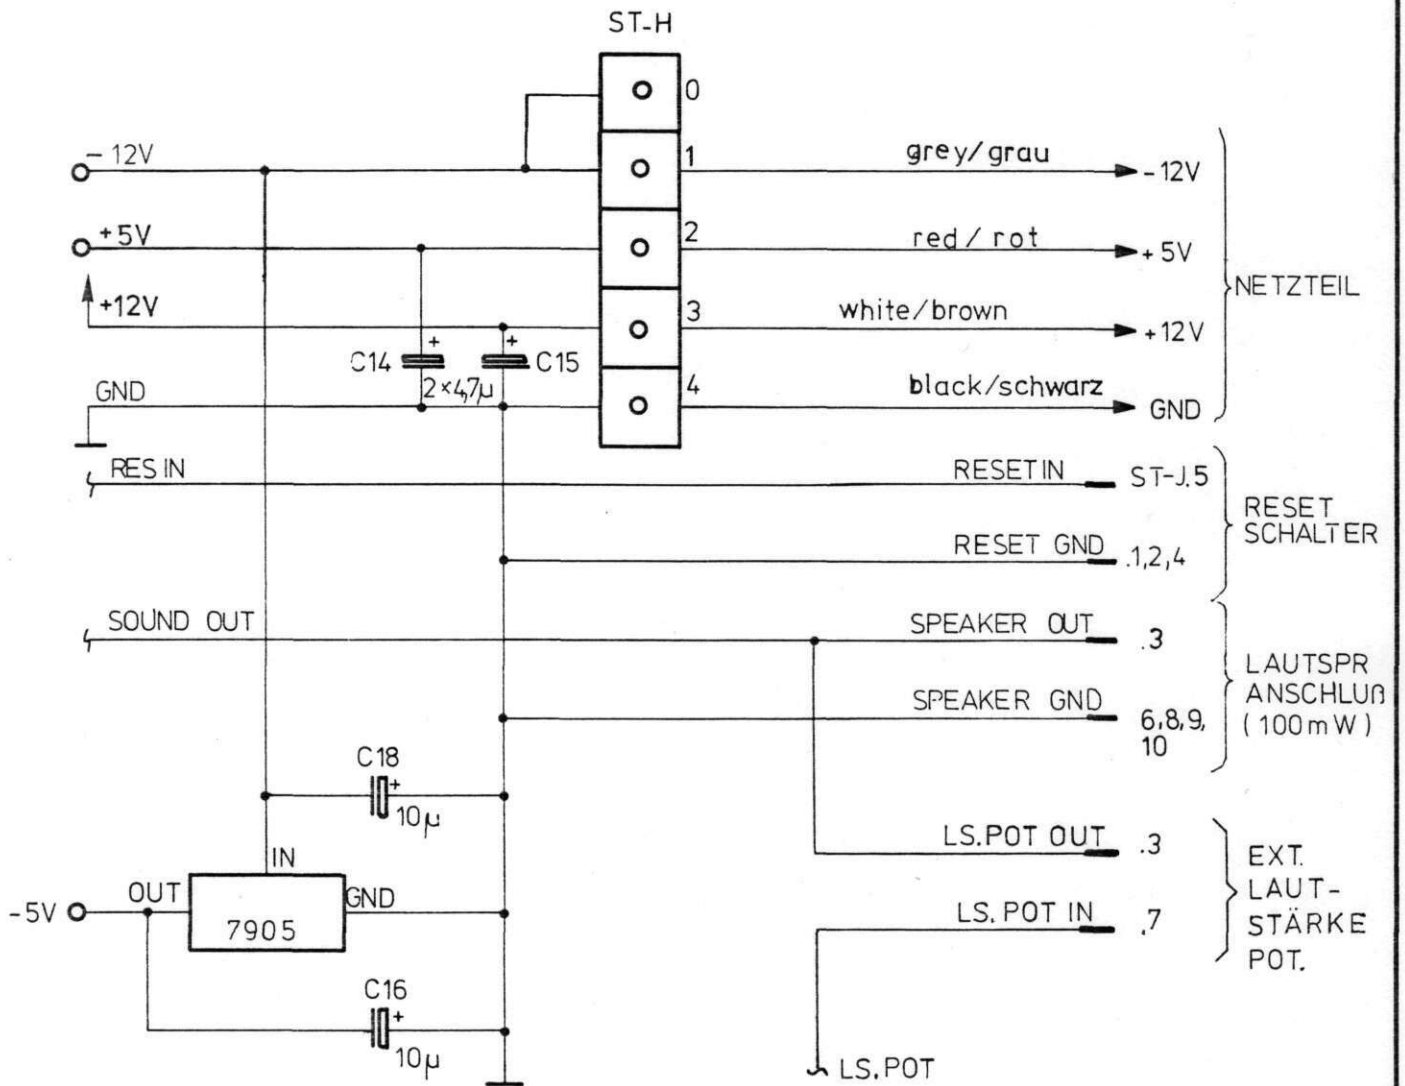 ST-H
0
- 12V
1
grey/grau
-12V
+5V
2
red/rot
+5V
NETZTEIL
+12V
3
white/brown
+12V
C14
+
2×4,7µ
+
C15
GND
4
black/schwarz
GND
RES IN
RESET IN
ST-J.5
RESET
SCHALTER
RESET GND
.1,2,4
SOUND OUT
SPEAKER OUT
.3
LAUTSPR
ANSCHLUß
(100mW)
SPEAKER GND
6,8,9,
10
C18
+
10µ
LS.POT OUT
.3
EXT.
LAUT-
STÄRKE
POT.
IN
OUT
GND
-5V
7905
LS. POT IN
.7
C16
+
10µ
LS.POT